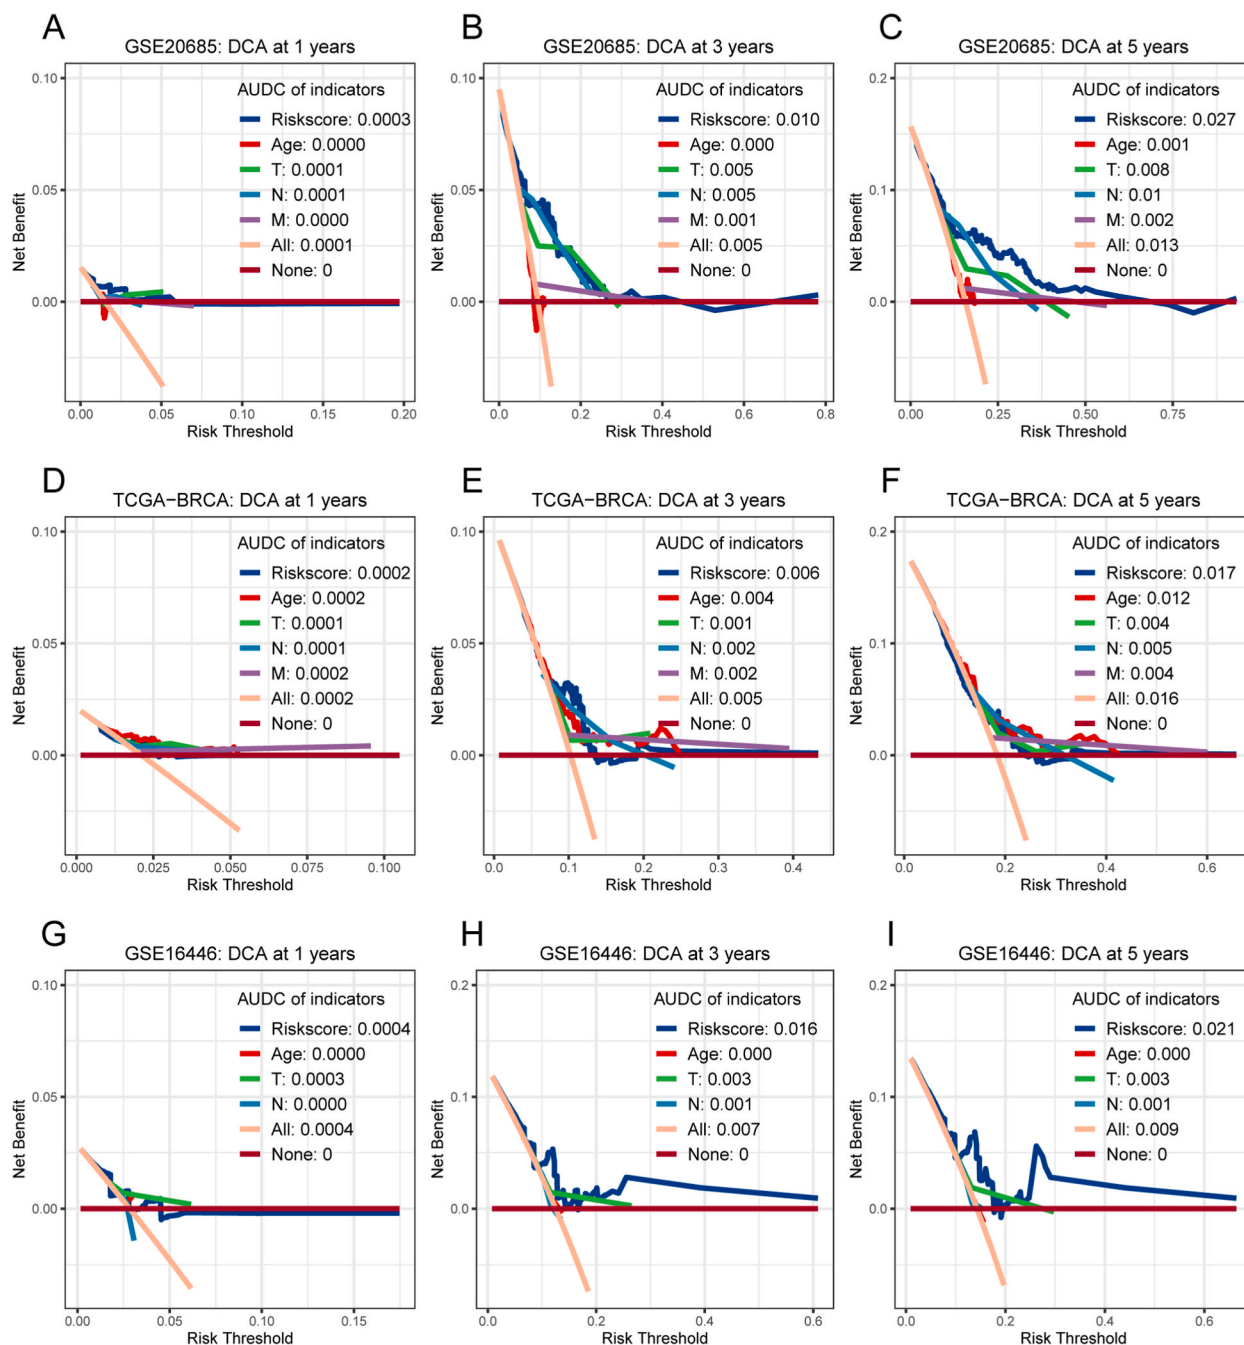 A
GSE20685: DCA at 1 years
AUDC of indicators
Riskscore: 0.0003
Age: 0.0000
T: 0.0001
N: 0.0001
M: 0.0000
All: 0.0001
None: 0
Net Benefit
0.10
0.05
0.00
0.00 0.05 0.10 0.15 0.20
Risk Threshold
B
GSE20685: DCA at 3 years
AUDC of indicators
Riskscore: 0.010
Age: 0.000
T: 0.005
N: 0.005
M: 0.001
All: 0.005
None: 0
Net Benefit
0.10
0.05
0.00
0.0 0.2 0.4 0.6 0.8
Risk Threshold
C
GSE20685: DCA at 5 years
AUDC of indicators
Riskscore: 0.027
Age: 0.001
T: 0.008
N: 0.01
M: 0.002
All: 0.013
None: 0
Net Benefit
0.2
0.1
0.0
0.00 0.25 0.50 0.75
Risk Threshold
D
TCGA−BRCA: DCA at 1 years
AUDC of indicators
Riskscore: 0.0002
Age: 0.0002
T: 0.0001
N: 0.0001
M: 0.0002
All: 0.0002
None: 0
Net Benefit
0.10
0.05
0.00
0.000 0.025 0.050 0.075 0.100
Risk Threshold
E
TCGA−BRCA: DCA at 3 years
AUDC of indicators
Riskscore: 0.006
Age: 0.004
T: 0.001
N: 0.002
M: 0.002
All: 0.005
None: 0
Net Benefit
0.10
0.05
0.00
0.0 0.1 0.2 0.3 0.4
Risk Threshold
F
TCGA−BRCA: DCA at 5 years
AUDC of indicators
Riskscore: 0.017
Age: 0.012
T: 0.004
N: 0.005
M: 0.004
All: 0.016
None: 0
Net Benefit
0.2
0.1
0.0
0.0 0.2 0.4 0.6
Risk Threshold
G
GSE16446: DCA at 1 years
AUDC of indicators
Riskscore: 0.0004
Age: 0.0000
T: 0.0003
N: 0.0000
All: 0.0004
None: 0
Net Benefit
0.10
0.05
0.00
0.00 0.05 0.10 0.15
Risk Threshold
H
GSE16446: DCA at 3 years
AUDC of indicators
Riskscore: 0.016
Age: 0.000
T: 0.003
N: 0.001
All: 0.007
None: 0
Net Benefit
0.2
0.1
0.0
0.0 0.2 0.4 0.6
Risk Threshold
I
GSE16446: DCA at 5 years
AUDC of indicators
Riskscore: 0.021
Age: 0.000
T: 0.003
N: 0.001
All: 0.009
None: 0
Net Benefit
0.2
0.1
0.0
0.0 0.2 0.4 0.6
Risk Threshold